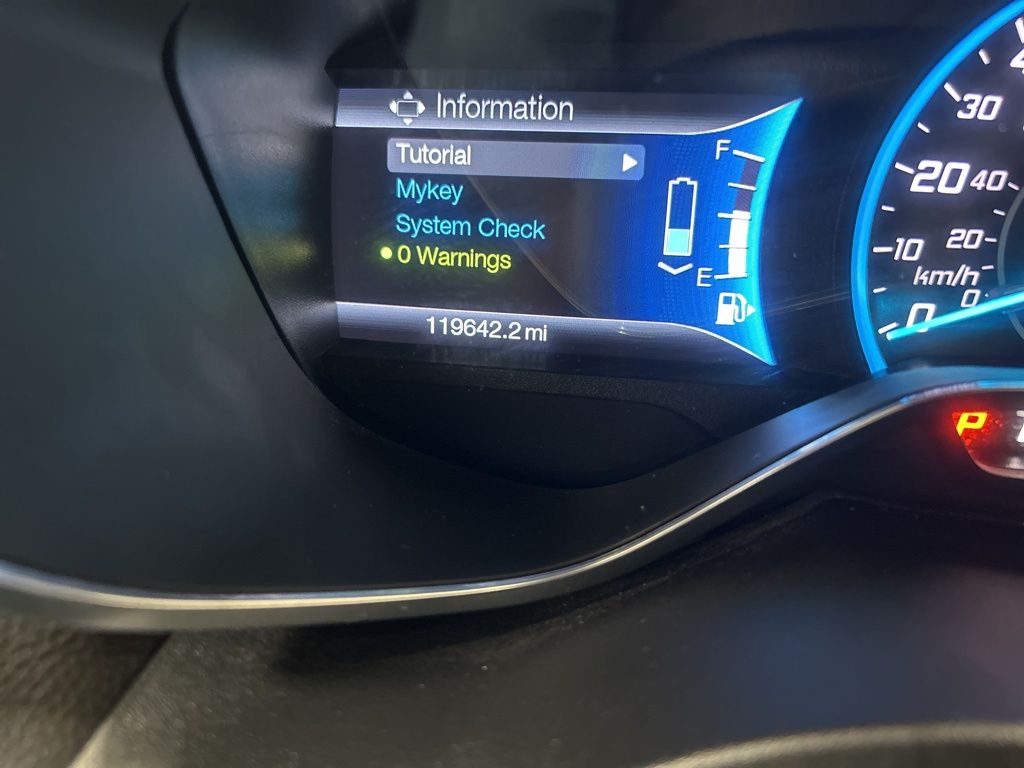 Information
Tutorial
Mykey
System Check
0 Warnings
119642.2 mi
F
E
30
20
10
0
40
20
0
km/h
P